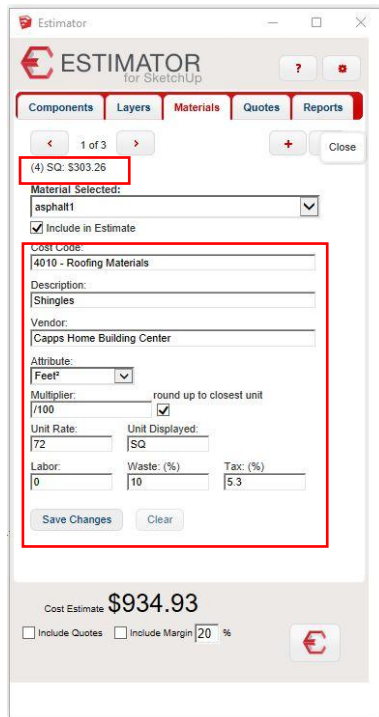 Estimator
ESTIMATOR
for SketchUp
?
Components Layers Materials Quotes Reports
< 1 of 3 > + Close
(4) SQ: $303.26
Material Selected:
asphalt1
Include in Estimate
Cost Code:
4010 - Roofing Materials
Description:
Shingles
Vendor:
Capps Home Building Center
Attribute:
Feet²
Multiplier: round up to closest unit
/100
Unit Rate: Unit Displayed:
72 SQ
Labor: Waste: (%) Tax: (%)
0 10 5.3
Save Changes Clear
Cost Estimate $934.93
Include Quotes Include Margin 20 %